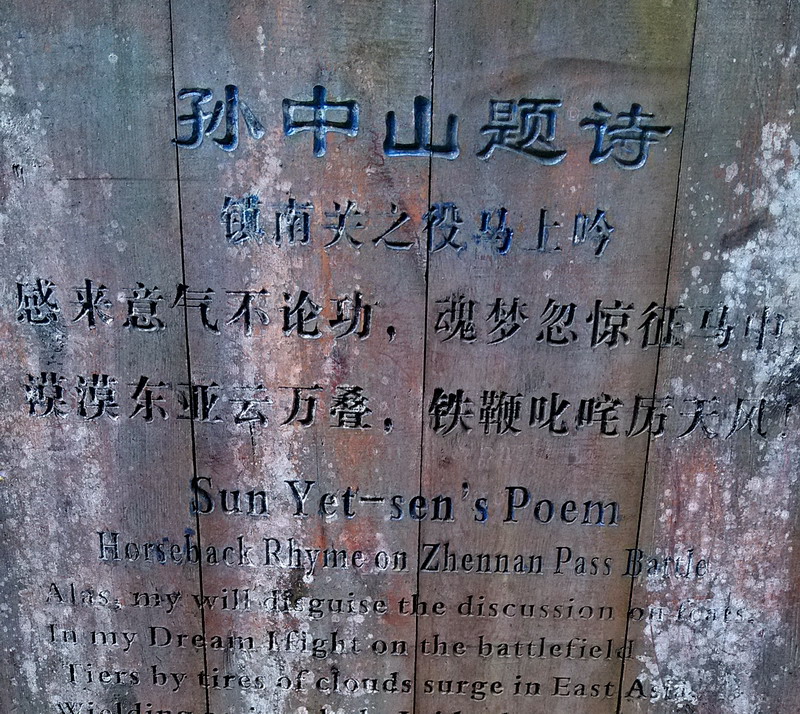 孙中山题诗
镇南关之役马上吟
感来意气不论功，魂梦忽惊征马中
漠漠东亚云万叠，铁鞭叱咤厉天风！
Sun Yet-sen's Poem
Horseback Rhyme on Zhennan Pass Battle
Alas, my will disguise the discussion on feats.
In my Dream I fight on the battlefield
Tiers by tires of clouds surge in East Asia
Wielding